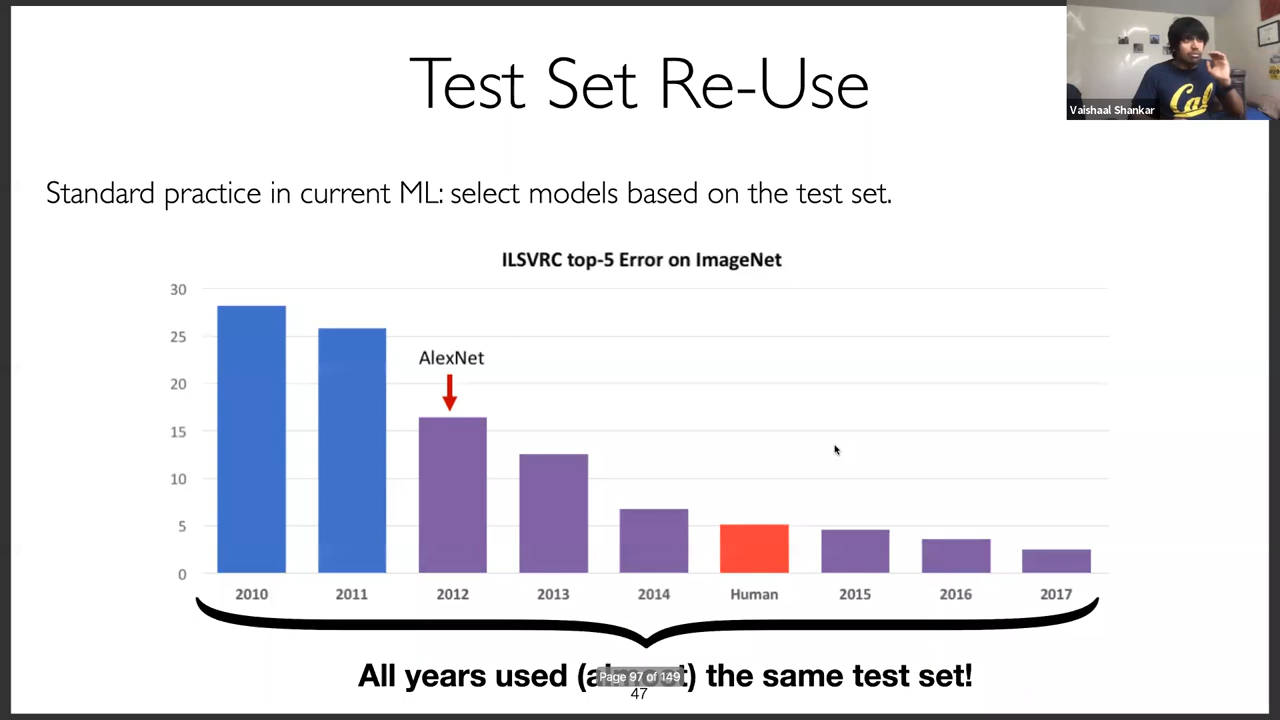 Test Set Re-Use
Cal
Vaishaal Shankar
Standard practice in current ML: select models based on the test set.
ILSVRC top-5 Error on ImageNet
30
25
20
15
10
5
0
AlexNet
2010 2011 2012 2013 2014 Human 2015 2016 2017
All years used (almost) the same test set!
Page 97 of 149
47